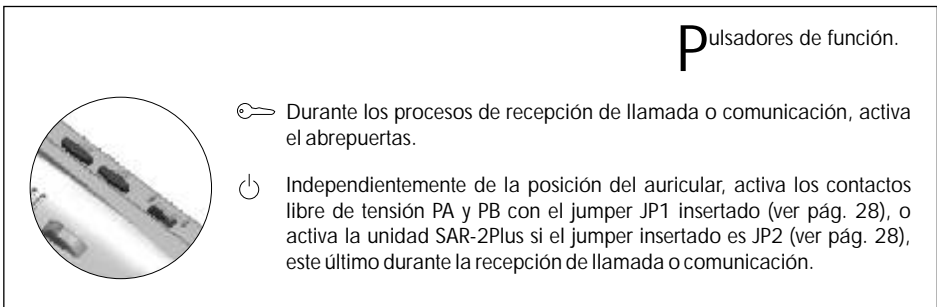 Pulsadores de función.
Durante los procesos de recepción de llamada o comunicación, activa
el abrepuertas.
Independientemente de la posición del auricular, activa los contactos
libre de tensión PA y PB con el jumper JP1 insertado (ver pág. 28), o
activa la unidad SAR-2Plus si el jumper insertado es JP2 (ver pág. 28),
este último durante la recepción de llamada o comunicación.